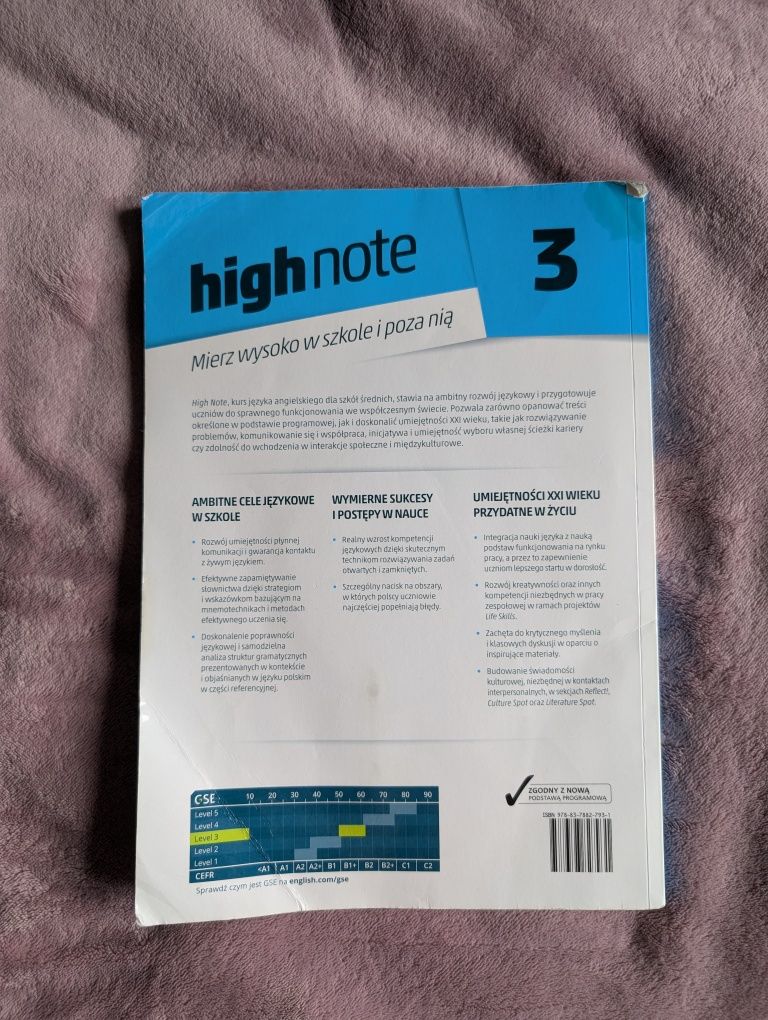 high note
3
Mierz wysoko w szkole i poza nią
High Note, kurs języka angielskiego dla szkół średnich, stawia na ambitny rozwój językowy i przygotowuje
uczniów do sprawnego funkcjonowania we współczesnym świecie. Pozwala zarówno opanować treści
określone w podstawie programowej, jak i doskonalić umiejętności XXI wieku, takie jak rozwiązywanie
problemów, komunikowanie się i współpraca, inicjatywa i umiejętność wyboru własnej ścieżki kariery
czy zdolność do wchodzenia w interakcje społeczne i międzykulturowe.
AMBITNE CELE JĘZYKOWE
W SZKOLE
• Rozwój umiejętności płynnej
komunikacji i gwarancja kontaktu
z żywym językiem.
• Efektywne zapamiętywanie
słownictwa dzięki strategiom
i wskazówkom bazującym na
mnemotechnikach i metodach
efektywnego uczenia się.
• Doskonalenie poprawności
językowej i samodzielna
analiza struktur gramatycznych
prezentowanych w kontekście
i objaśnianych w języku polskim
w części referencyjnej.
WYMIERNE SUKCESY
I POSTĘPY W NAUCE
• Realny wzrost kompetencji
językowych dzięki skutecznym
technikom rozwiązywania zadań
otwartych i zamkniętych.
• Szczególny nacisk na obszary,
w których polscy uczniowie
najczęściej popełniają błędy.
UMIEJĘTNOŚCI XXI WIEKU
PRZYDATNE W ŻYCIU
• Integracja nauki języka z nauką
podstaw funkcjonowania na rynku
pracy, a przez to zapewnienie
uczniom lepszego startu w dorosłość.
• Rozwój kreatywności oraz innych
kompetencji niezbędnych w pracy
zespołowej w ramach projektów
Life Skills.
• Zachęta do krytycznego myślenia
i klasowych dyskusji w oparciu o
inspirujące materiały.
• Budowanie świadomości
kulturowej, niezbędnej w kontaktach
interpersonalnych, w sekcjach Reflect!,
Culture Spot oraz Literature Spot.
GSE 10 20 30 40 50 60 70 80 90
Level 5
Level 4
Level 3
Level 2
Level 1
CEFR <A1 A1 A2 A2+ B1 B1+ B2 B2+ C1 C2
Sprawdź czym jest GSE na english.com/gse
ZGODNY Z NOWĄ
PODSTAWĄ PROGRAMOWĄ
ISBN 978-83-7882-793-1